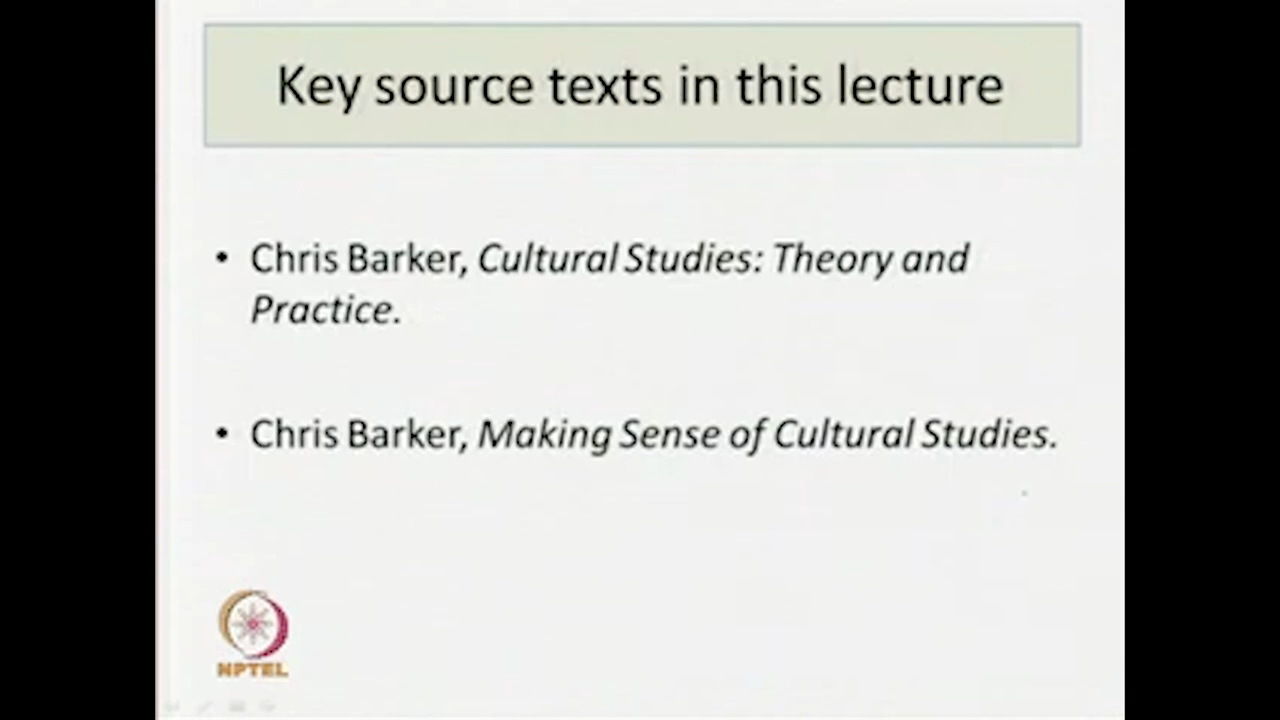 Key source texts in this lecture
• Chris Barker, Cultural Studies: Theory and
Practice.
• Chris Barker, Making Sense of Cultural Studies.
NPTEL